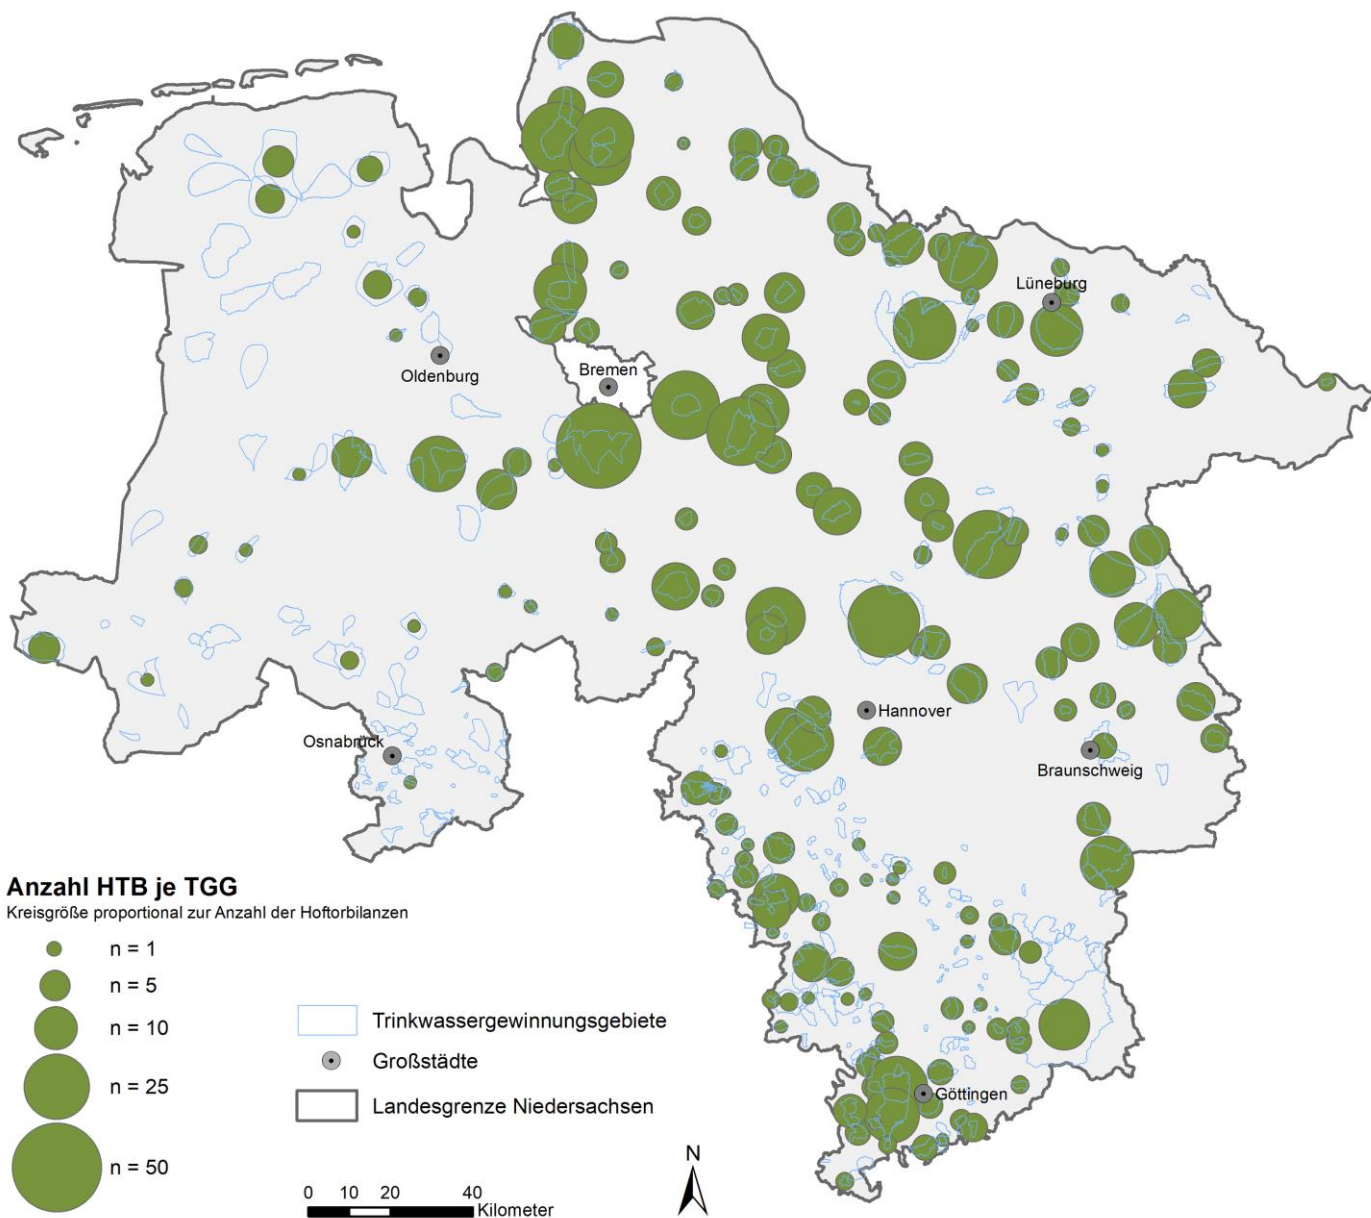 Lüneburg
Bremen
Oldenburg
Hannover
Osnabrück
Braunschweig
Göttingen
Anzahl HTB je TGG
Kreisgröße proportional zur Anzahl der Hoftorbilanzen
n = 1
n = 5
n = 10
n = 25
n = 50
Trinkwassergewinnungsgebiete
Großstädte
Landesgrenze Niedersachsen
0 10 20 40
Kilometer
N